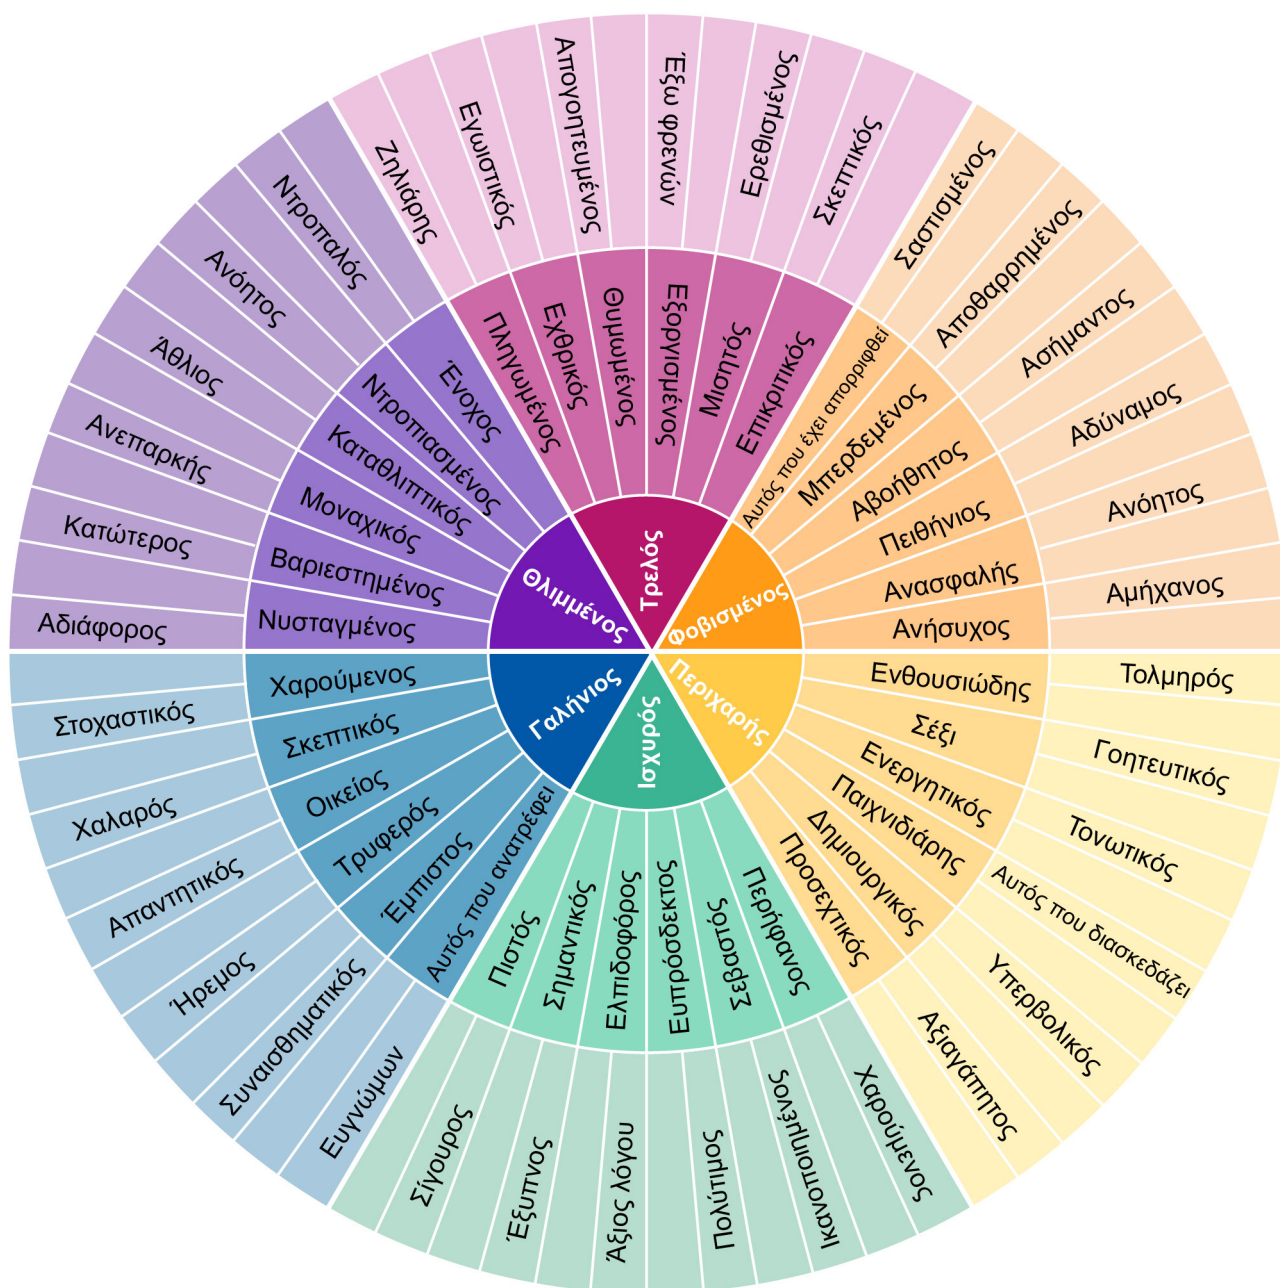 Τρελός
Φοβισμένος
Περιχαρής
Ισχυρός
Γαλήνιος
Θλιμμένος
Πληγωμένος
Εχθρικός
Θυμωμένος
Εξοργισμένος
Μισητός
Επικριτικός
Ζηλιάρης
Εγωιστικός
Απογοητευμένος
Έξω φρενών
Ερεθισμένος
Σκεπτικός
Αυτός που έχει απορριφθεί
Μπερδεμένος
Αβοήθητος
Πειθήνιος
Ανασφαλής
Ανήσυχος
Σαστισμένος
Αποθαρρημένος
Ασήμαντος
Αδύναμος
Ανόητος
Αμήχανος
Ενθουσιώδης
Σέξι
Ενεργητικός
Παιχνιδιάρης
Δημιουργικός
Προσεχτικός
Τολμηρός
Γοητευτικός
Τονωτικός
Αυτός που διασκεδάζει
Υπερβολικός
Αξιαγάπητος
Περήφανος
Σεβαστός
Ευπρόσδεκτος
Ελπιδοφόρος
Σημαντικός
Πιστός
Χαρούμενος
Ικανοποιημένος
Πολύτιμος
Άξιος λόγου
Έξυπνος
Σίγουρος
Αυτός που ανατρέφει
Έμπιστος
Τρυφερός
Οικείος
Σκεπτικός
Χαρούμενος
Ευγνώμων
Συναισθηματικός
Ήρεμος
Απαντητικός
Χαλαρός
Στοχαστικός
Νυσταγμένος
Βαριεστημένος
Μοναχικός
Καταθλιπτικός
Ντροπιασμένος
Ένοχος
Αδιάφορος
Κατώτερος
Ανεπαρκής
Άθλιος
Ανόητος
Ντροπαλός